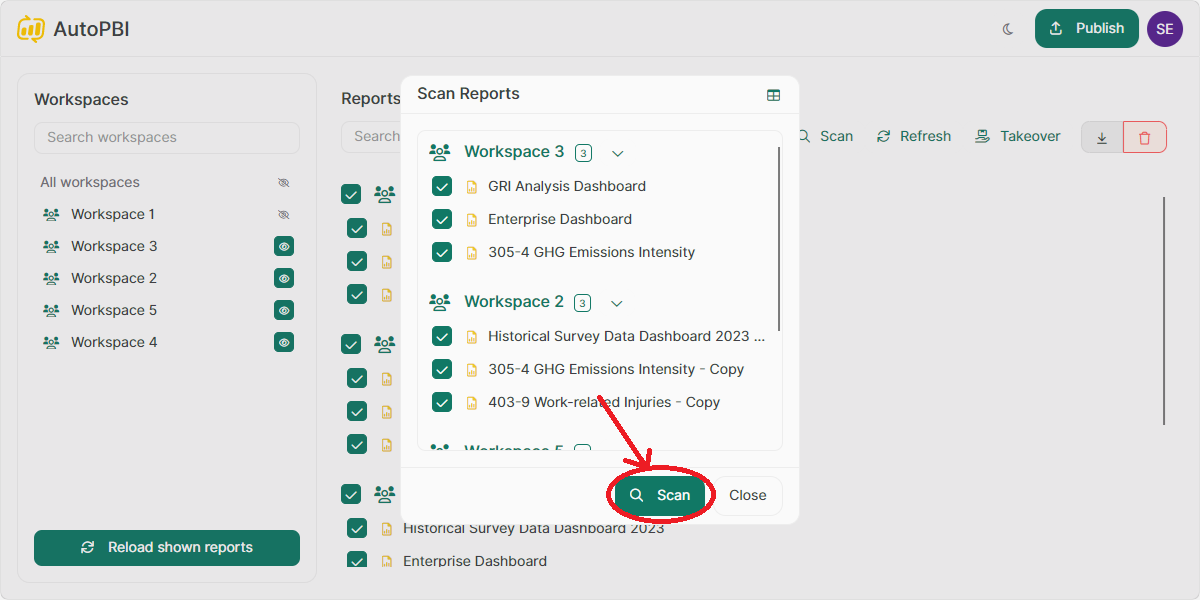 AutoPBI
Publish
SE
Workspaces
Search workspaces
All workspaces
Workspace 1
Workspace 3
Workspace 2
Workspace 5
Workspace 4
Reload shown reports
Reports
Search
Scan
Refresh
Takeover
Scan Reports
Workspace 3 3
GRI Analysis Dashboard
Enterprise Dashboard
305-4 GHG Emissions Intensity
Workspace 2 3
Historical Survey Data Dashboard 2023 ...
305-4 GHG Emissions Intensity - Copy
403-9 Work-related Injuries - Copy
Workspace 5
Scan
Close
Historical Survey Data Dashboard 2023
Enterprise Dashboard